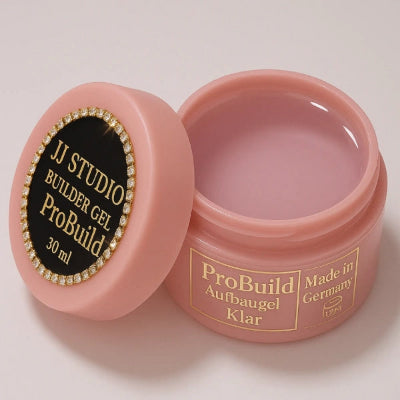 JJ STUDIO
BUILDER GEL
ProBuild
30 ml
ProBuild
Aufbaugel
Klar
Made in
Germany